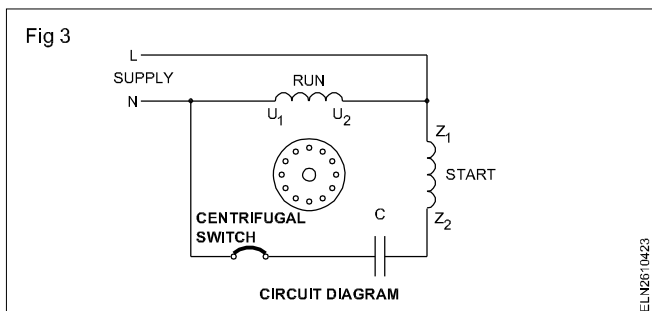 Fig 3
L
SUPPLY
N
RUN
U1 U2
Z1
START
Z2
C
CENTRIFUGAL
SWITCH
CIRCUIT DIAGRAM
ELN2610423